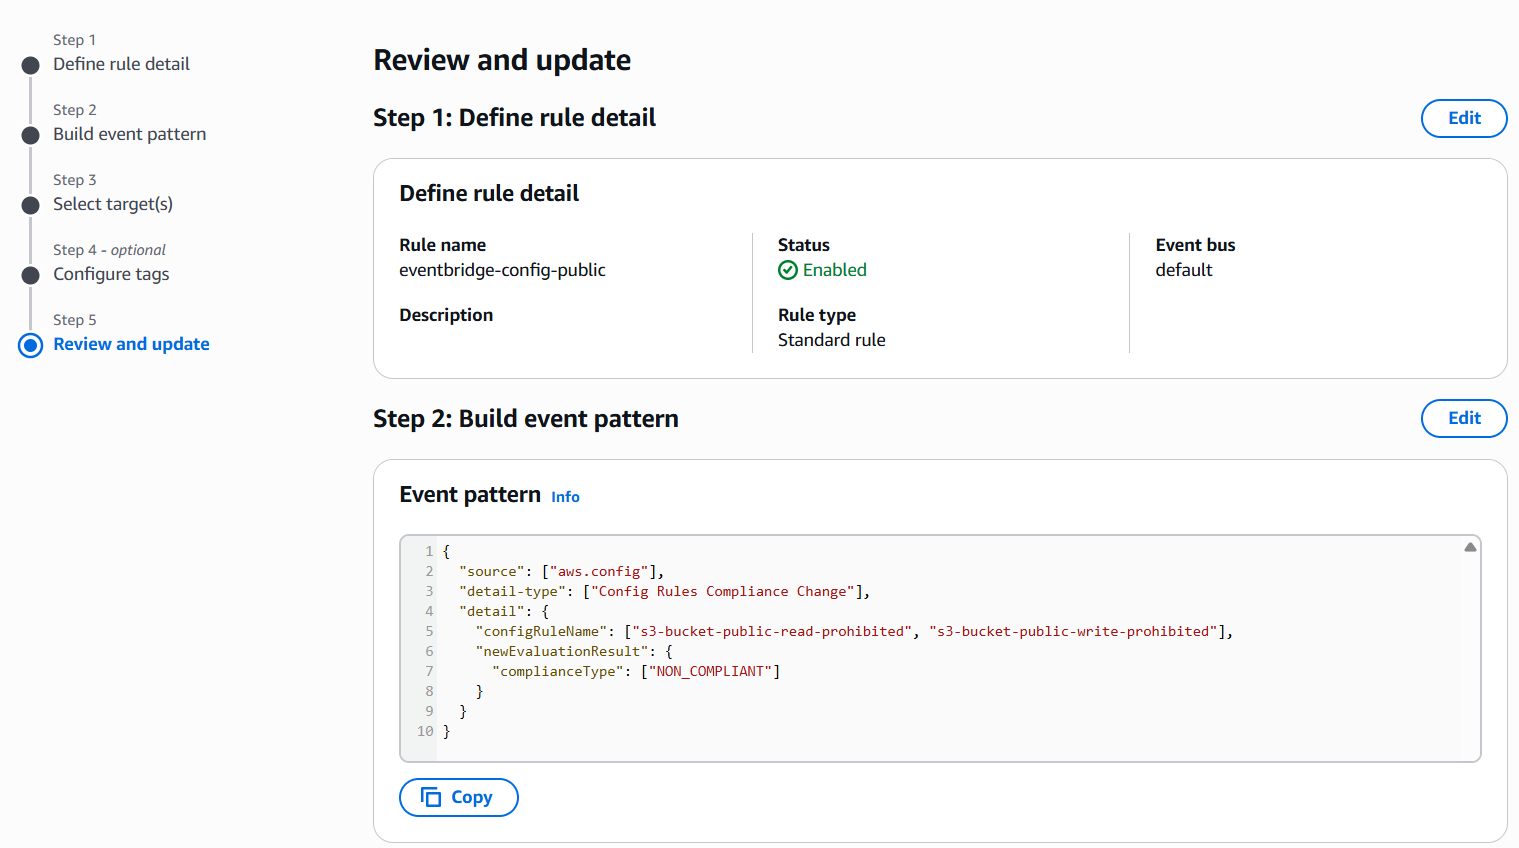 Step 1
Define rule detail
Step 2
Build event pattern
Step 3
Select target(s)
Step 4 - optional
Configure tags
Step 5
Review and update
Review and update
Step 1: Define rule detail
Edit
Define rule detail
Rule name
eventbridge-config-public
Description
Status
Enabled
Rule type
Standard rule
Event bus
default
Step 2: Build event pattern
Edit
Event pattern Info
1 {
2   "source": ["aws.config"],
3   "detail-type": ["Config Rules Compliance Change"],
4   "detail": {
5     "configRuleName": ["s3-bucket-public-read-prohibited", "s3-bucket-public-write-prohibited"],
6     "newEvaluationResult": {
7       "complianceType": ["NON_COMPLIANT"]
8     }
9   }
10 }
Copy